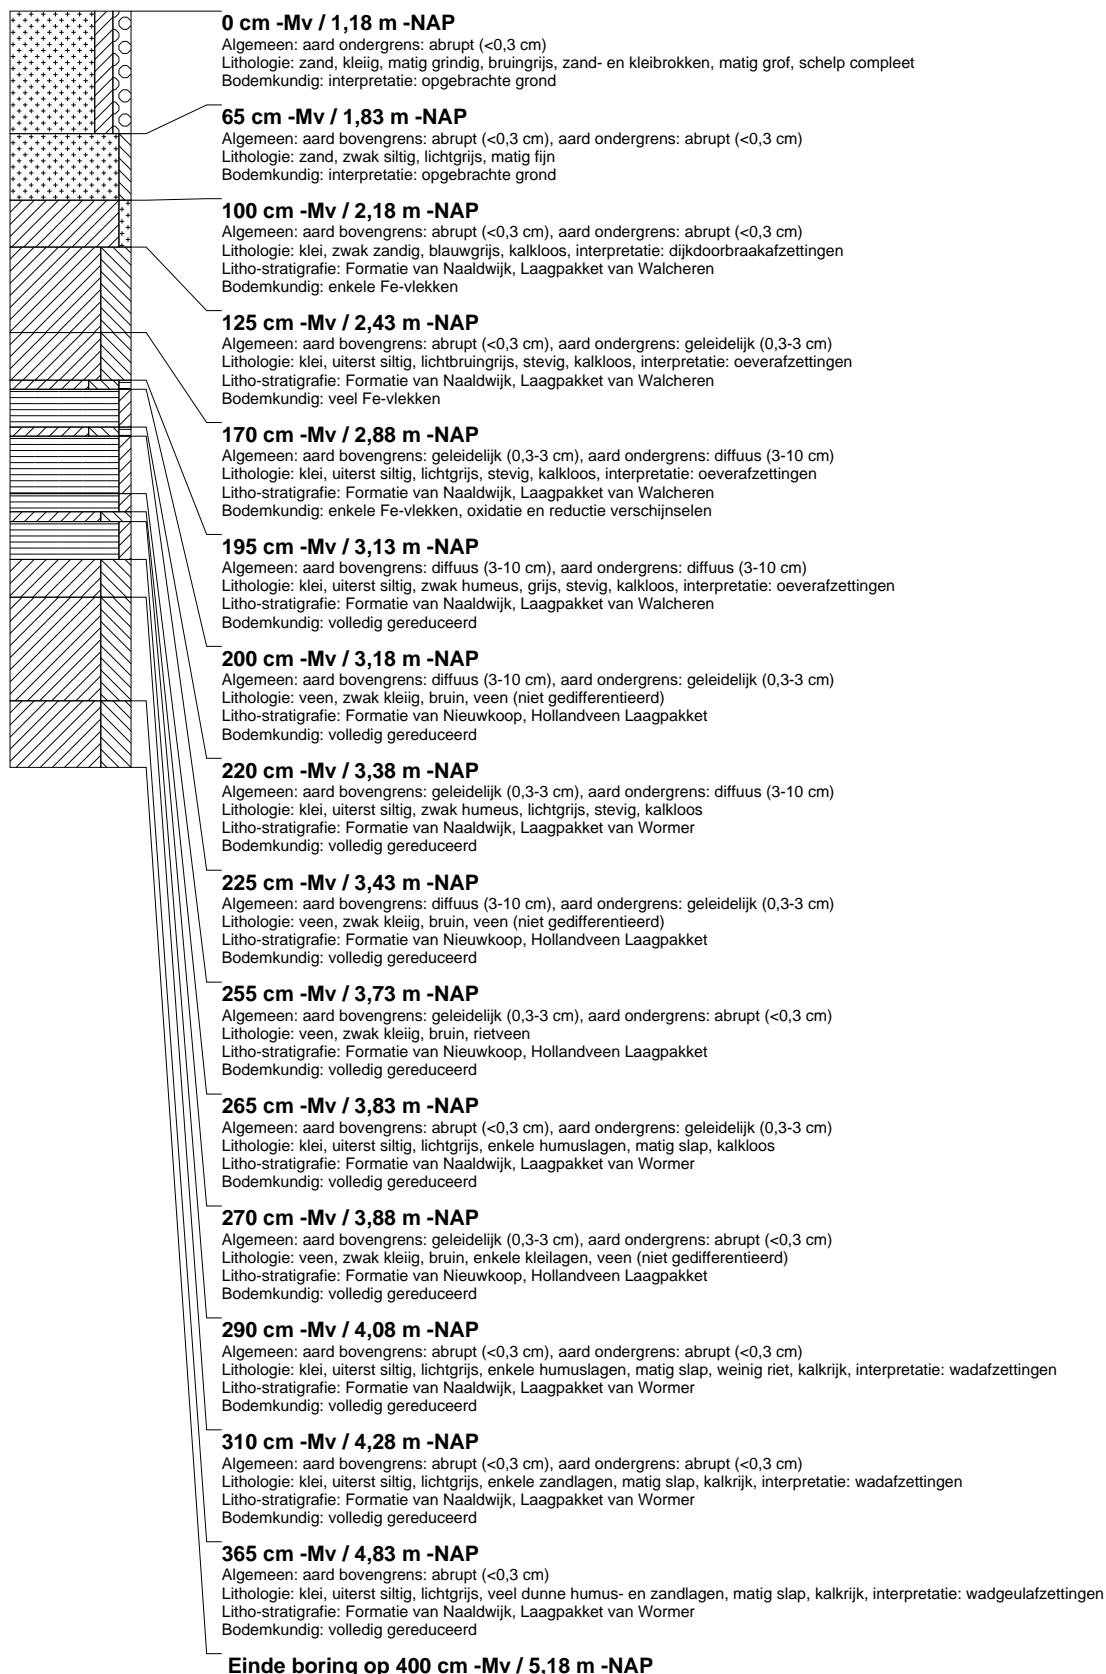 0 cm -Mv / 1,18 m -NAP
Algemeen: aard ondergrens: abrupt (<0,3 cm)
Lithologie: zand, kleiig, matig grindig, bruingrijs, zand- en kleibrokken, matig grof, schelp compleet
Bodemkundig: interpretatie: opgebrachte grond
65 cm -Mv / 1,83 m -NAP
Algemeen: aard bovengrens: abrupt (<0,3 cm), aard ondergrens: abrupt (<0,3 cm)
Lithologie: zand, zwak siltig, lichtgrijs, matig fijn
Bodemkundig: interpretatie: opgebrachte grond
100 cm -Mv / 2,18 m -NAP
Algemeen: aard bovengrens: abrupt (<0,3 cm), aard ondergrens: abrupt (<0,3 cm)
Lithologie: klei, zwak zandig, blauwgrijs, kalkloos, interpretatie: dijkdoorbraakafzettingen
Litho-stratigrafie: Formatie van Naaldwijk, Laagpakket van Walcheren
Bodemkundig: enkele Fe-vlekken
125 cm -Mv / 2,43 m -NAP
Algemeen: aard bovengrens: abrupt (<0,3 cm), aard ondergrens: geleidelijk (0,3-3 cm)
Lithologie: klei, uiterst siltig, lichtbruingrijs, stevig, kalkloos, interpretatie: oeverafzettingen
Litho-stratigrafie: Formatie van Naaldwijk, Laagpakket van Walcheren
Bodemkundig: veel Fe-vlekken
170 cm -Mv / 2,88 m -NAP
Algemeen: aard bovengrens: geleidelijk (0,3-3 cm), aard ondergrens: diffuus (3-10 cm)
Lithologie: klei, uiterst siltig, lichtgrijs, stevig, kalkloos, interpretatie: oeverafzettingen
Litho-stratigrafie: Formatie van Naaldwijk, Laagpakket van Walcheren
Bodemkundig: enkele Fe-vlekken, oxidatie en reductie verschijnselen
195 cm -Mv / 3,13 m -NAP
Algemeen: aard bovengrens: diffuus (3-10 cm), aard ondergrens: diffuus (3-10 cm)
Lithologie: klei, uiterst siltig, zwak humeus, grijs, stevig, kalkloos, interpretatie: oeverafzettingen
Litho-stratigrafie: Formatie van Naaldwijk, Laagpakket van Walcheren
Bodemkundig: volledig gereduceerd
200 cm -Mv / 3,18 m -NAP
Algemeen: aard bovengrens: diffuus (3-10 cm), aard ondergrens: geleidelijk (0,3-3 cm)
Lithologie: veen, zwak kleiig, bruin, veen (niet gedifferentieerd)
Litho-stratigrafie: Formatie van Nieuwkoop, Hollandveen Laagpakket
Bodemkundig: volledig gereduceerd
220 cm -Mv / 3,38 m -NAP
Algemeen: aard bovengrens: geleidelijk (0,3-3 cm), aard ondergrens: diffuus (3-10 cm)
Lithologie: klei, uiterst siltig, zwak humeus, lichtgrijs, stevig, kalkloos
Litho-stratigrafie: Formatie van Naaldwijk, Laagpakket van Wormer
Bodemkundig: volledig gereduceerd
225 cm -Mv / 3,43 m -NAP
Algemeen: aard bovengrens: diffuus (3-10 cm), aard ondergrens: geleidelijk (0,3-3 cm)
Lithologie: veen, zwak kleiig, bruin, veen (niet gedifferentieerd)
Litho-stratigrafie: Formatie van Nieuwkoop, Hollandveen Laagpakket
Bodemkundig: volledig gereduceerd
255 cm -Mv / 3,73 m -NAP
Algemeen: aard bovengrens: geleidelijk (0,3-3 cm), aard ondergrens: abrupt (<0,3 cm)
Lithologie: veen, zwak kleiig, bruin, rietveen
Litho-stratigrafie: Formatie van Nieuwkoop, Hollandveen Laagpakket
Bodemkundig: volledig gereduceerd
265 cm -Mv / 3,83 m -NAP
Algemeen: aard bovengrens: abrupt (<0,3 cm), aard ondergrens: geleidelijk (0,3-3 cm)
Lithologie: klei, uiterst siltig, lichtgrijs, enkele humuslagen, matig slap, kalkloos
Litho-stratigrafie: Formatie van Naaldwijk, Laagpakket van Wormer
Bodemkundig: volledig gereduceerd
270 cm -Mv / 3,88 m -NAP
Algemeen: aard bovengrens: geleidelijk (0,3-3 cm), aard ondergrens: abrupt (<0,3 cm)
Lithologie: veen, zwak kleiig, bruin, enkele kleilagen, veen (niet gedifferentieerd)
Litho-stratigrafie: Formatie van Nieuwkoop, Hollandveen Laagpakket
Bodemkundig: volledig gereduceerd
290 cm -Mv / 4,08 m -NAP
Algemeen: aard bovengrens: abrupt (<0,3 cm), aard ondergrens: abrupt (<0,3 cm)
Lithologie: klei, uiterst siltig, lichtgrijs, enkele humuslagen, matig slap, weinig riet, kalkrijk, interpretatie: wadafzettingen
Litho-stratigrafie: Formatie van Naaldwijk, Laagpakket van Wormer
Bodemkundig: volledig gereduceerd
310 cm -Mv / 4,28 m -NAP
Algemeen: aard bovengrens: abrupt (<0,3 cm), aard ondergrens: abrupt (<0,3 cm)
Lithologie: klei, uiterst siltig, lichtgrijs, enkele zandlagen, matig slap, kalkrijk, interpretatie: wadafzettingen
Litho-stratigrafie: Formatie van Naaldwijk, Laagpakket van Wormer
Bodemkundig: volledig gereduceerd
365 cm -Mv / 4,83 m -NAP
Algemeen: aard bovengrens: abrupt (<0,3 cm)
Lithologie: klei, uiterst siltig, lichtgrijs, veel dunne humus- en zandlagen, matig slap, kalkrijk, interpretatie: wadgeulafzettingen
Litho-stratigrafie: Formatie van Naaldwijk, Laagpakket van Wormer
Bodemkundig: volledig gereduceerd
Einde boring op 400 cm -Mv / 5,18 m -NAP